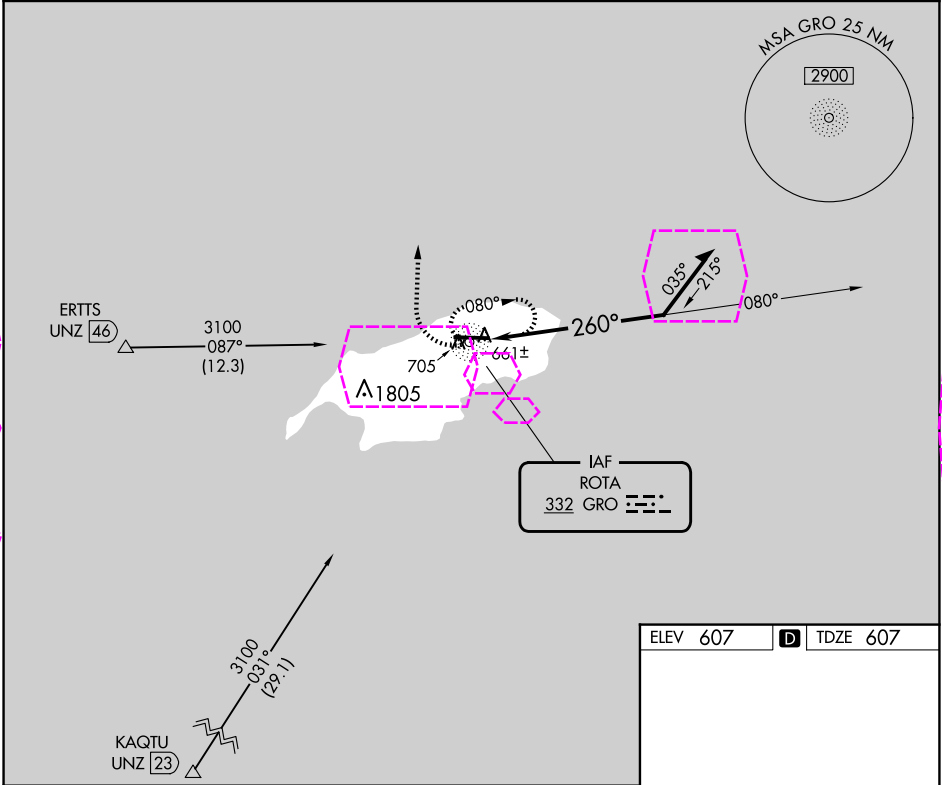 MSA GRO 25 NM
2900
ERTTS
UNZ 46
3100
087°
(12.3)
080°
260°
035°
215°
080°
705
661±
1805
IAF
ROTA
332 GRO
3100
031°
(29.1)
KAQTU
UNZ 23
ELEV 607 D TDZE 607